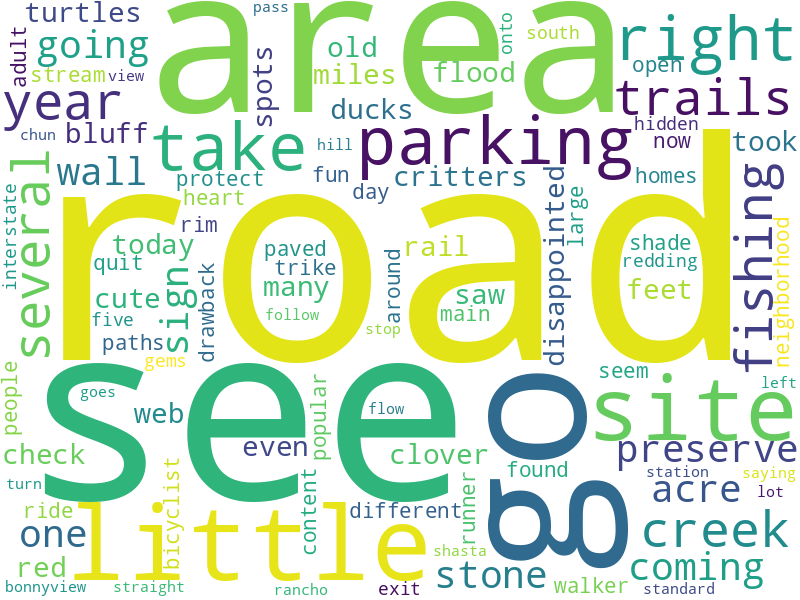 pass
turtles
area
right
going
adult
old
onto
south
stream
view
spots
miles
flood
open
year
ducks
trails
chun
bluff
take
parking
hidden
hill
now
took
wall
protect
fun
critters
homes
day
heart
disappointed
large
fishing
interstate
several
road
rim
today
sign
paved
rail
shade
neighborhood
quit
trike
around
redding
cute
many
saw
feet
drawback
five
follow
main
paths
stop
gems
see
seem
people
goes
popular
go
left
web
flow
site
check
even
clover
preserve
bicyclist
content
found
station
saying
turn
runner
acre
lot
ride
little
different
one
creek
shasta
red
stone
coming
bonnyview
straight
rancho
exit
walker
standard